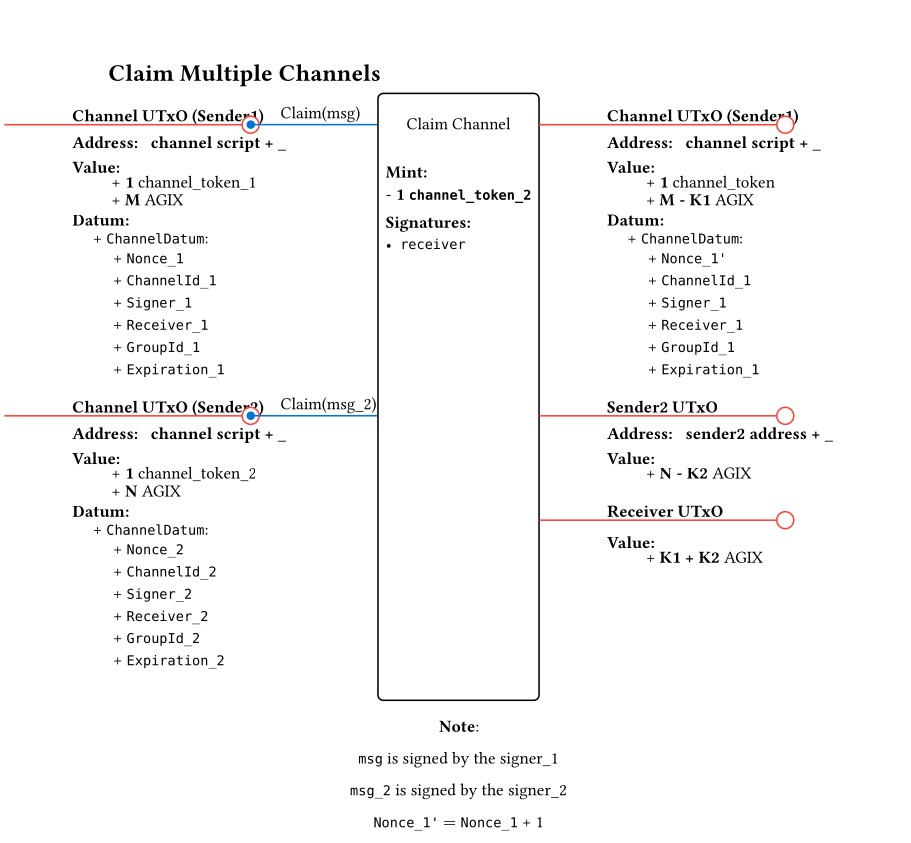 Claim Multiple Channels
Channel UTxO (Sender1)
Address: channel script + _
Value:
+ 1 channel_token_1
+ M AGIX
Datum:
+ ChannelDatum:
+ Nonce_1
+ ChannelId_1
+ Signer_1
+ Receiver_1
+ GroupId_1
+ Expiration_1
Claim(msg)
Channel UTxO (Sender2)
Address: channel script + _
Value:
+ 1 channel_token_2
+ N AGIX
Datum:
+ ChannelDatum:
+ Nonce_2
+ ChannelId_2
+ Signer_2
+ Receiver_2
+ GroupId_2
+ Expiration_2
Claim(msg_2)
Claim Channel
Mint:
- 1 channel_token_2
Signatures:
• receiver
Channel UTxO (Sender1)
Address: channel script + _
Value:
+ 1 channel_token
+ M - K1 AGIX
Datum:
+ ChannelDatum:
+ Nonce_1'
+ ChannelId_1
+ Signer_1
+ Receiver_1
+ GroupId_1
+ Expiration_1
Sender2 UTxO
Address: sender2 address + _
Value:
+ N - K2 AGIX
Receiver UTxO
Value:
+ K1 + K2 AGIX
Note:
msg is signed by the signer_1
msg_2 is signed by the signer_2
Nonce_1' = Nonce_1 + 1